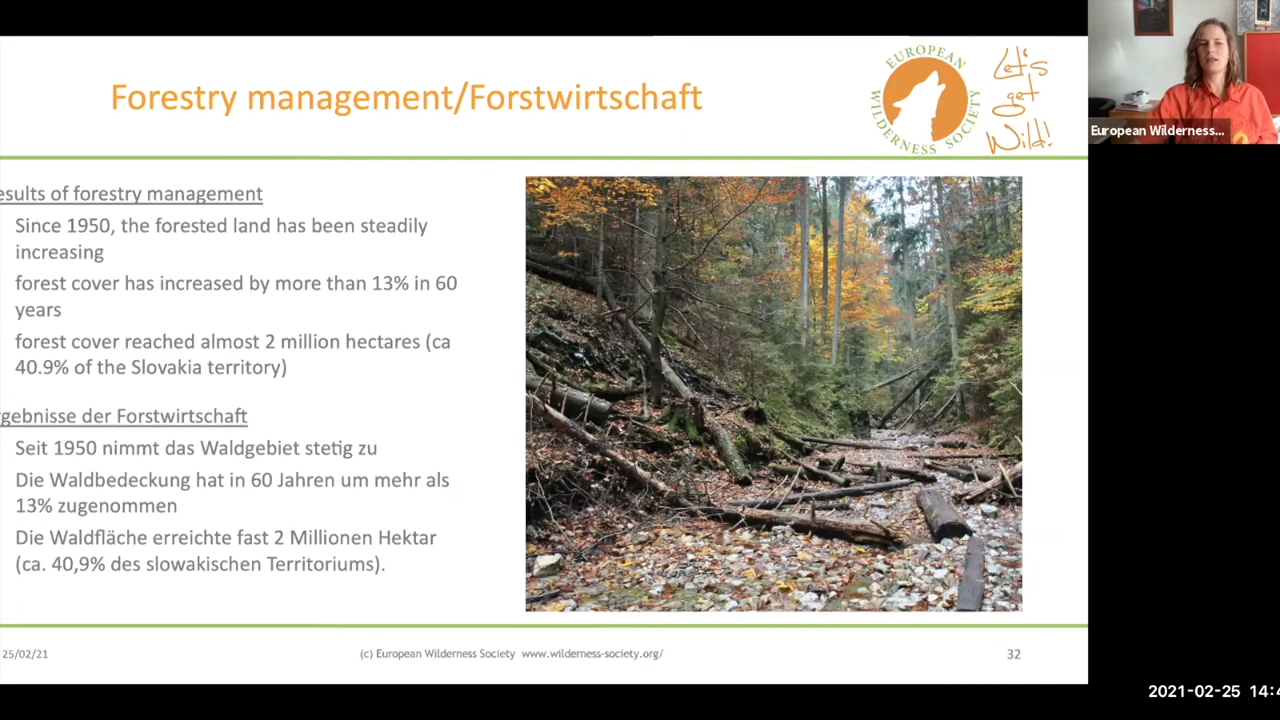 Forestry management/Forstwirtschaft
EUROPEAN
WILDERNESS SOCIETY
Let's
get
Wild!
European Wilderness...
esults of forestry management
Since 1950, the forested land has been steadily
increasing
forest cover has increased by more than 13% in 60
years
forest cover reached almost 2 million hectares (ca
40.9% of the Slovakia territory)
rgebnisse der Forstwirtschaft
Seit 1950 nimmt das Waldgebiet stetig zu
Die Waldbedeckung hat in 60 Jahren um mehr als
13% zugenommen
Die Waldfläche erreichte fast 2 Millionen Hektar
(ca. 40,9% des slowakischen Territoriums).
25/02/21
(c) European Wilderness Society www.wilderness-society.org/
32
2021-02-25 14:4